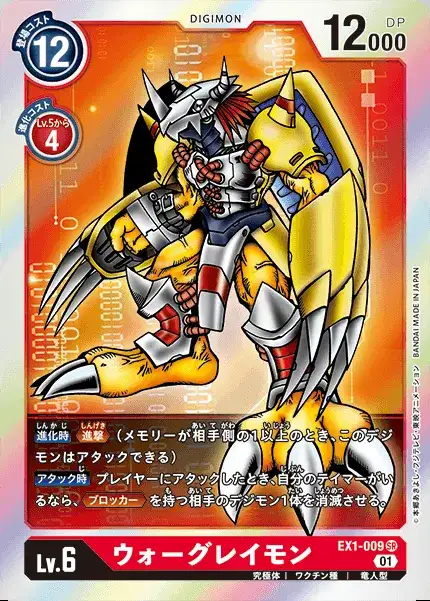 DIGIMON
登場コスト
12
DP
12000
進化コスト
Lv.5から
4
BANDAI MADE IN JAPAN
©本郷あきよし・フジテレビ・東映アニメーション
進化時 進撃 (メモリーが相手側の1以上のとき、このデジ
モンはアタックできる)
アタック時 プレイヤーにアタックしたとき、自分のテイマーがい
るなら、ブロッカー を持つ相手のデジモン1体を消滅させる。
Lv.6
ウォーグレイモン
EX1-009 SR
01
究極体 | ワクチン種 | 竜人型